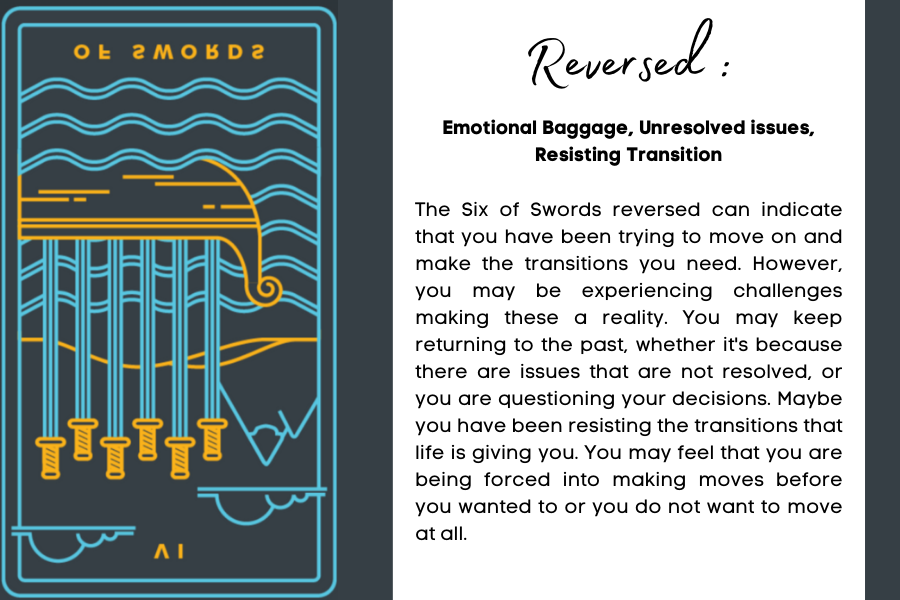 OF SWORDS
VI
Reversed :
Emotional Baggage, Unresolved issues,
Resisting Transition
The Six of Swords reversed can indicate
that you have been trying to move on and
make the transitions you need. However,
you may be experiencing challenges
making these a reality. You may keep
returning to the past, whether it's because
there are issues that are not resolved, or
you are questioning your decisions. Maybe
you have been resisting the transitions that
life is giving you. You may feel that you are
being forced into making moves before
you wanted to or you do not want to move
at all.